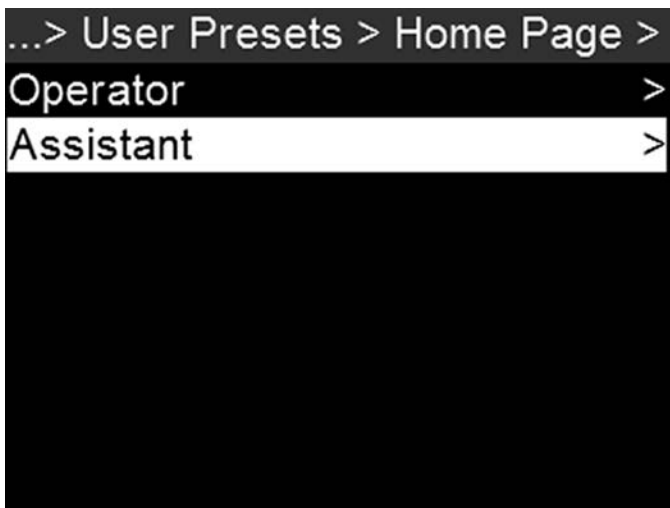 ...> User Presets > Home Page >
Operator >
Assistant >